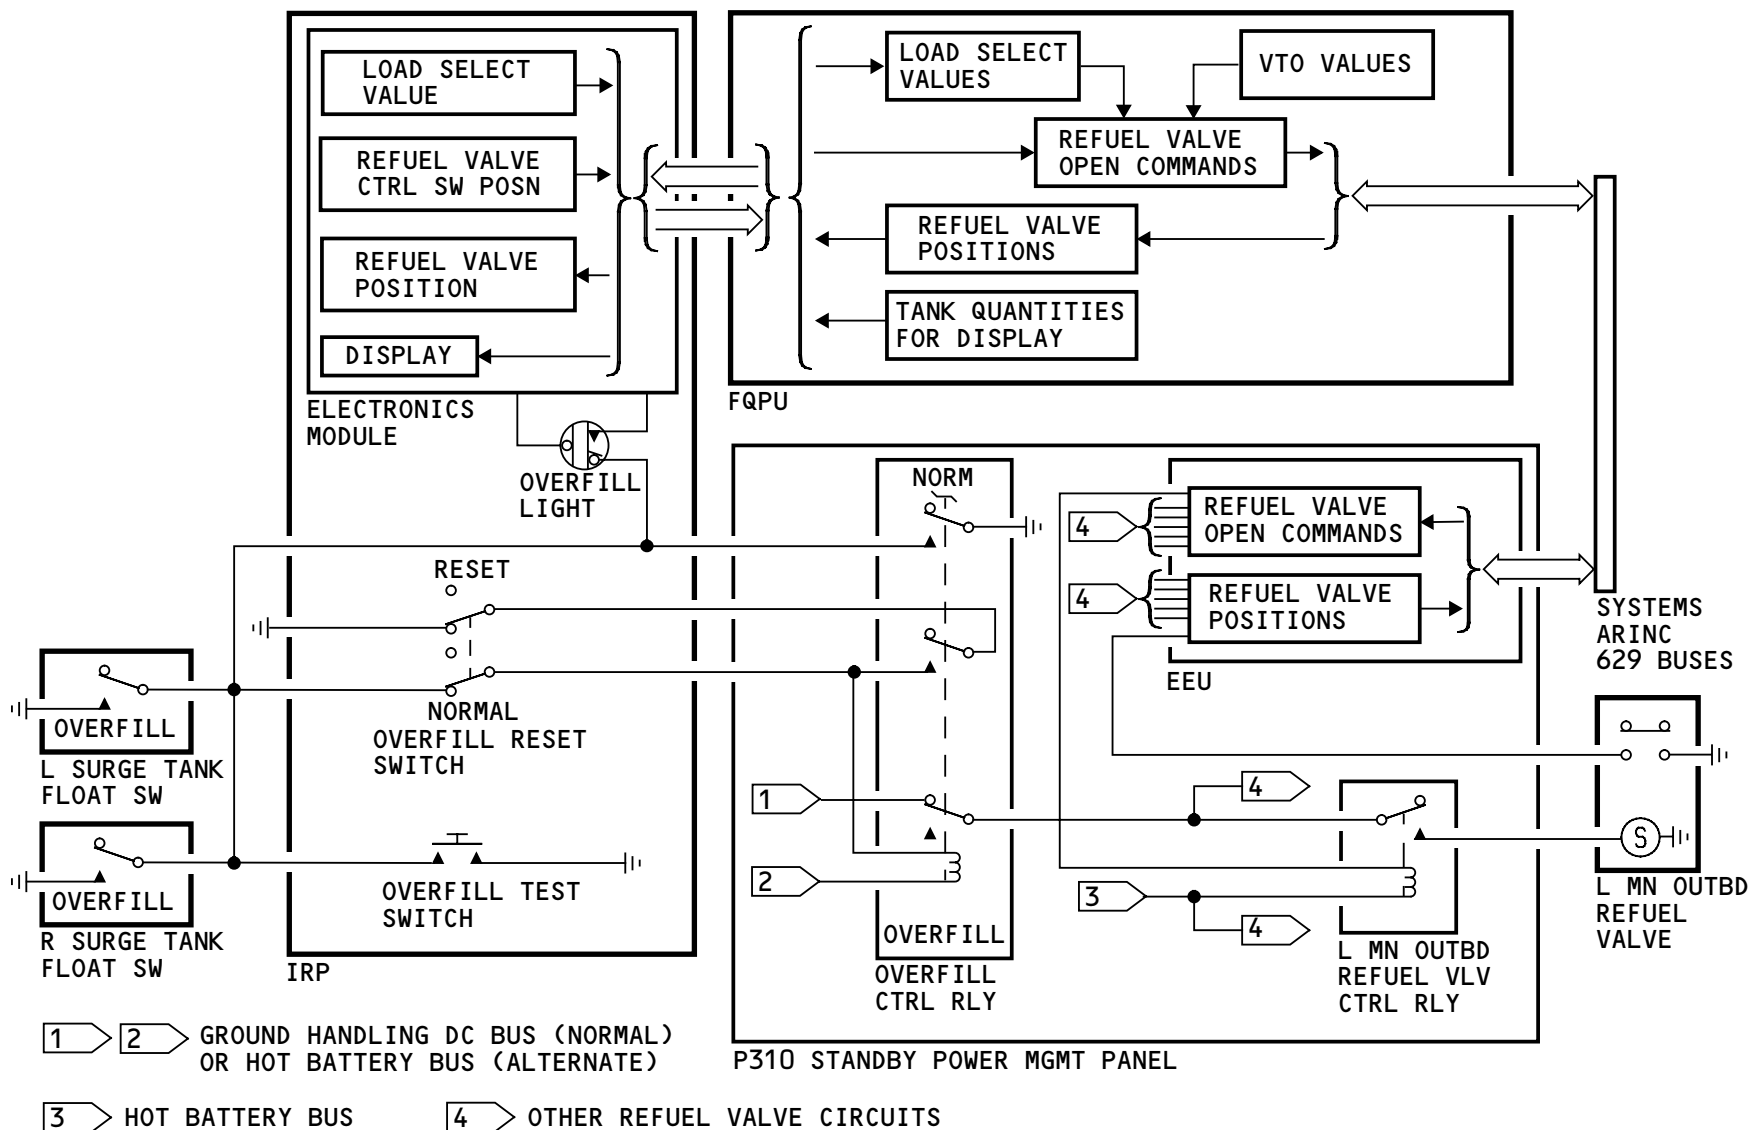 LOAD SELECT
VALUE
REFUEL VALVE
CTRL SW POSN
REFUEL VALVE
POSITION
DISPLAY
ELECTRONICS
MODULE
OVERFILL
LIGHT
LOAD SELECT
VALUES
VTO VALUES
REFUEL VALVE
OPEN COMMANDS
REFUEL VALVE
POSITIONS
TANK QUANTITIES
FOR DISPLAY
FQPU
RESET
NORMAL
OVERFILL RESET
SWITCH
OVERFILL
L SURGE TANK
FLOAT SW
OVERFILL
R SURGE TANK
FLOAT SW
OVERFILL TEST
SWITCH
IRP
NORM
1
2
OVERFILL
OVERFILL
CTRL RLY
4
REFUEL VALVE
OPEN COMMANDS
4
REFUEL VALVE
POSITIONS
EEU
SYSTEMS
ARINC
629 BUSES
4
3
4
L MN OUTBD
REFUEL VLV
CTRL RLY
S
L MN OUTBD
REFUEL
VALVE
P310 STANDBY POWER MGMT PANEL
1 2 GROUND HANDLING DC BUS (NORMAL)
OR HOT BATTERY BUS (ALTERNATE)
3 HOT BATTERY BUS
4 OTHER REFUEL VALVE CIRCUITS